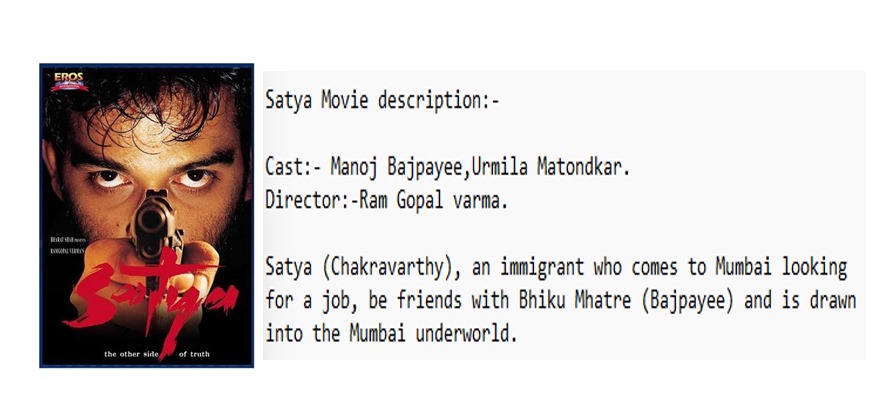 EROS
BHARAT SHAH PRESENTS
RAMGOPAL VERMA'S
Satya
the other side of truth
Satya Movie description:-
Cast:- Manoj Bajpayee,Urmila Matondkar.
Director:-Ram Gopal varma.
Satya (Chakravarthy), an immigrant who comes to Mumbai looking
for a job, be friends with Bhiku Mhatre (Bajpayee) and is drawn
into the Mumbai underworld.